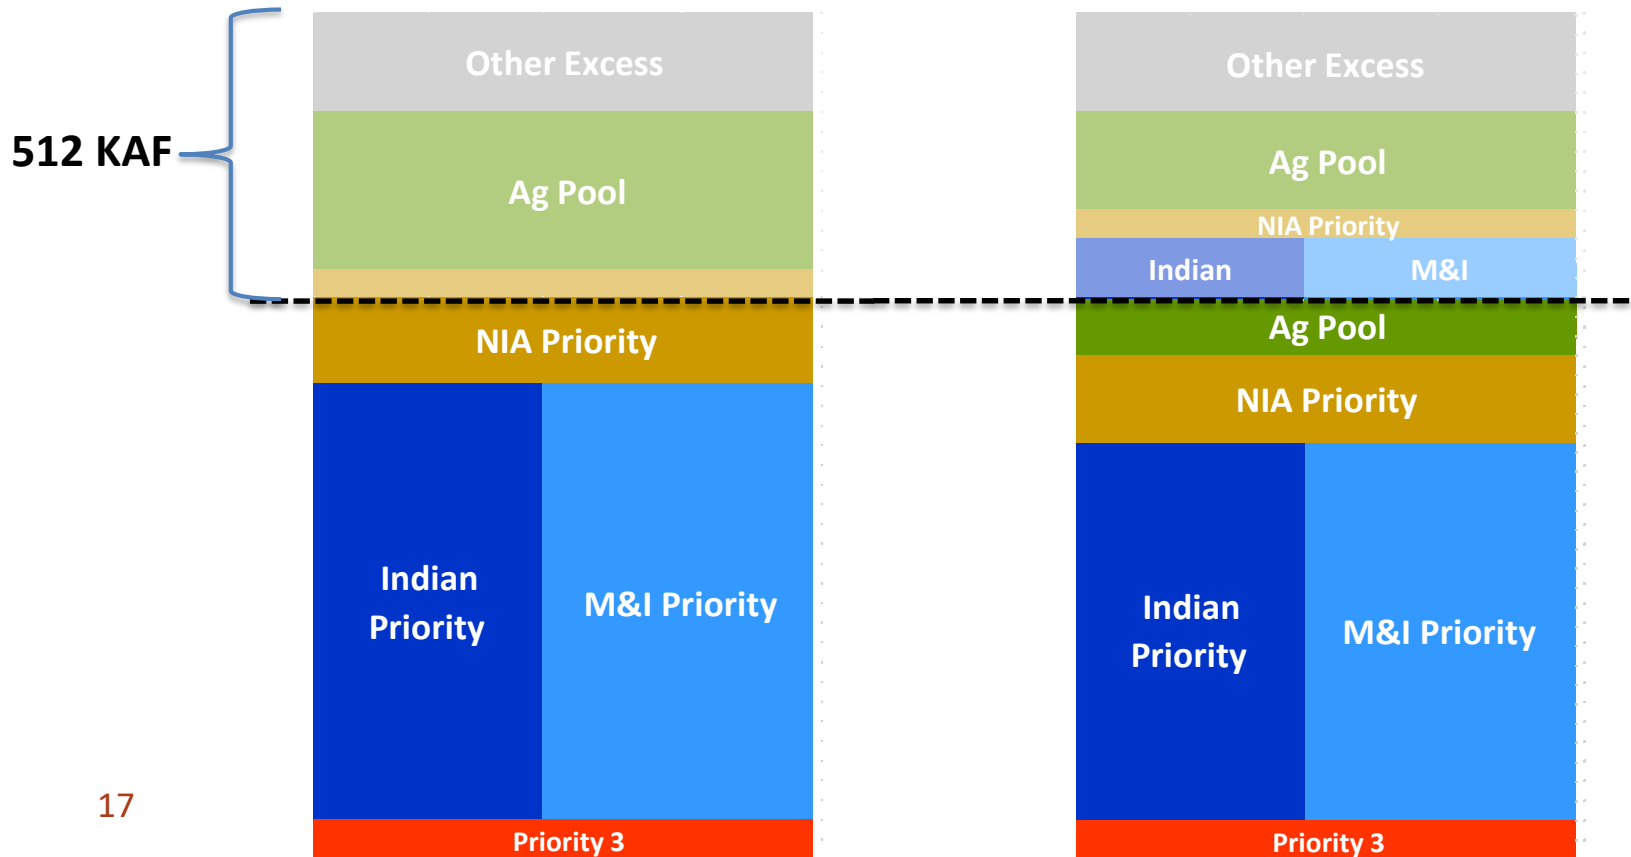 512 KAF
Other Excess
Ag Pool
NIA Priority
Indian
Priority
M&I Priority
Priority 3
Other Excess
Ag Pool
NIA Priority
Indian
M&I
Ag Pool
NIA Priority
Indian
Priority
M&I Priority
Priority 3
17